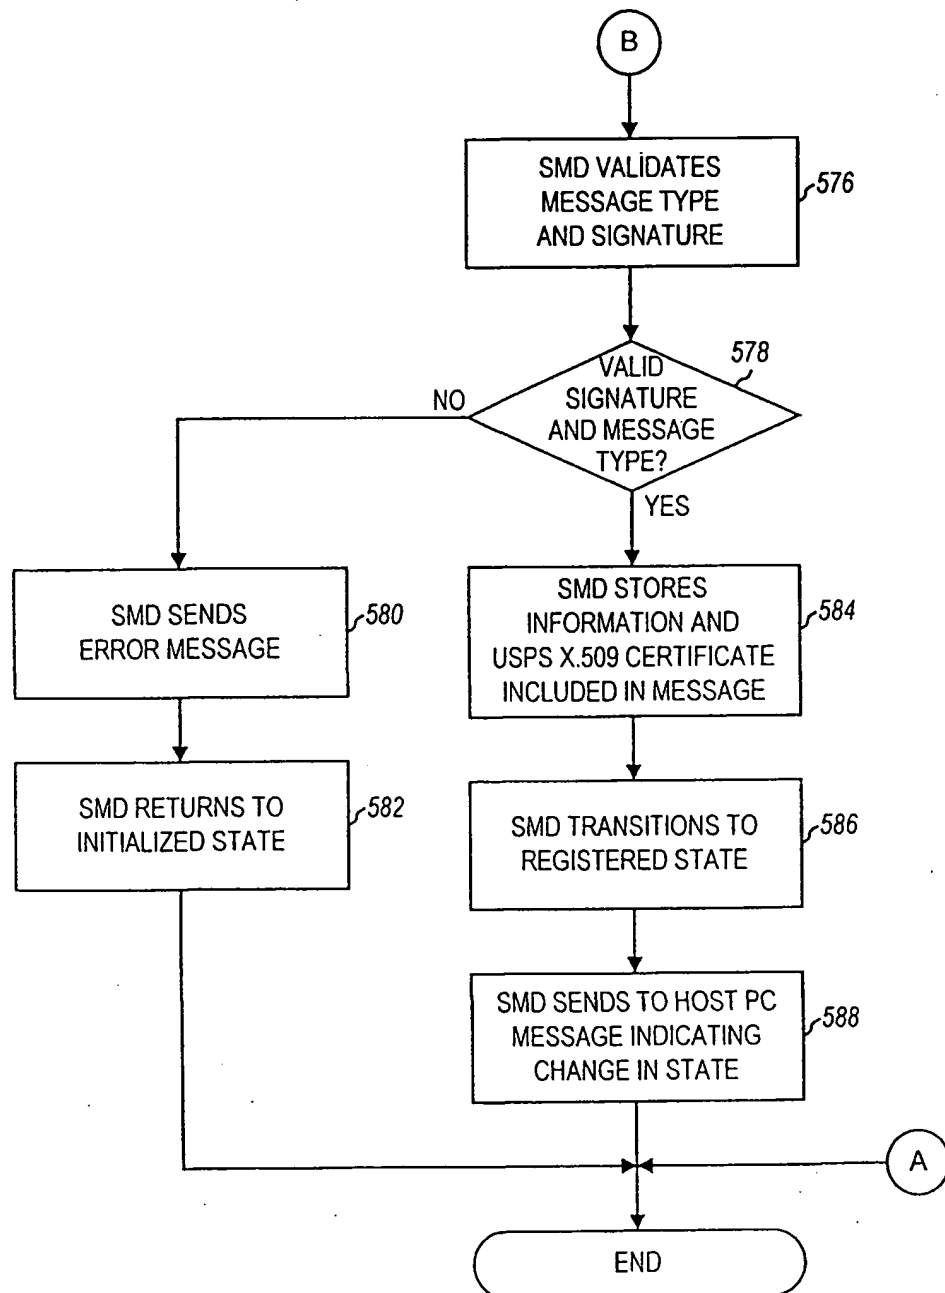 B
SMD VALIDATES
MESSAGE TYPE
AND SIGNATURE
576
578
VALID
SIGNATURE
AND MESSAGE
TYPE?
NO
YES
SMD SENDS
ERROR MESSAGE
580
SMD STORES
INFORMATION AND
USPS X.509 CERTIFICATE
INCLUDED IN MESSAGE
584
SMD RETURNS TO
INITIALIZED STATE
582
SMD TRANSITIONS TO
REGISTERED STATE
586
SMD SENDS TO HOST PC
MESSAGE INDICATING
CHANGE IN STATE
588
A
END